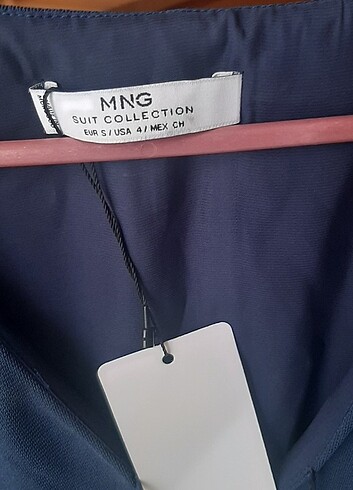 MNG
SUIT COLLECTION
EUR S / USA 4 / MEX CH